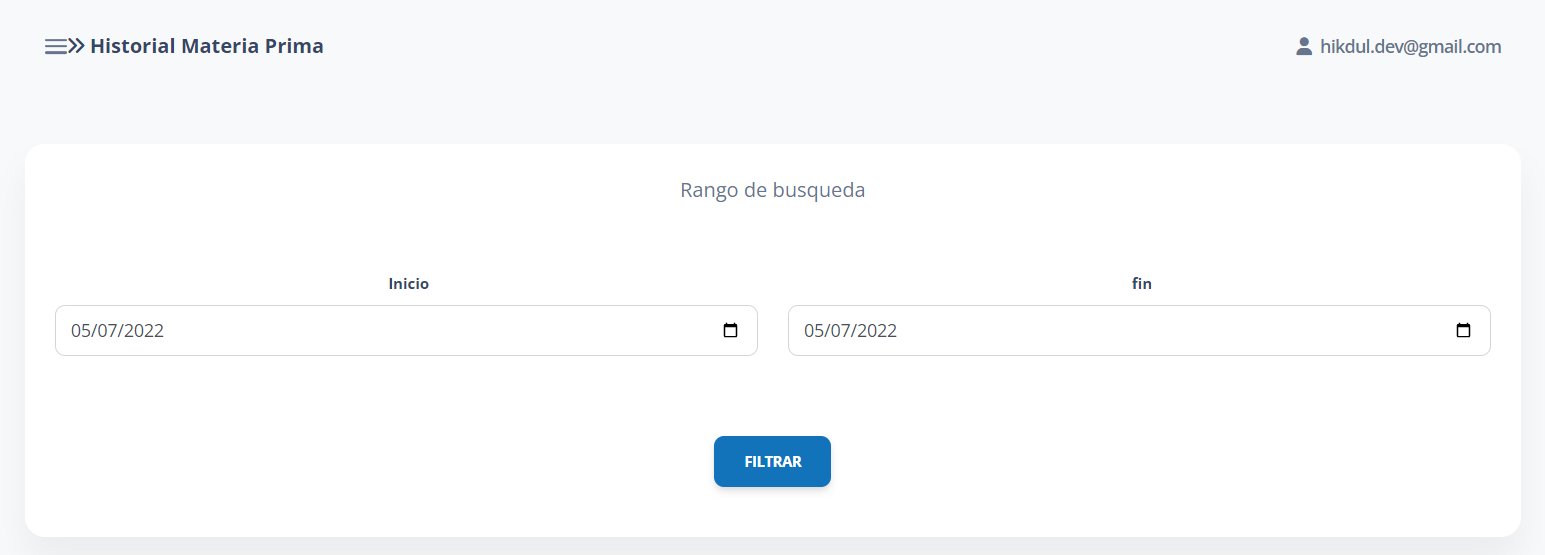 Historial Materia Prima
hikdul.dev@gmail.com
Rango de busqueda
Inicio
fin
05/07/2022
05/07/2022
FILTRAR